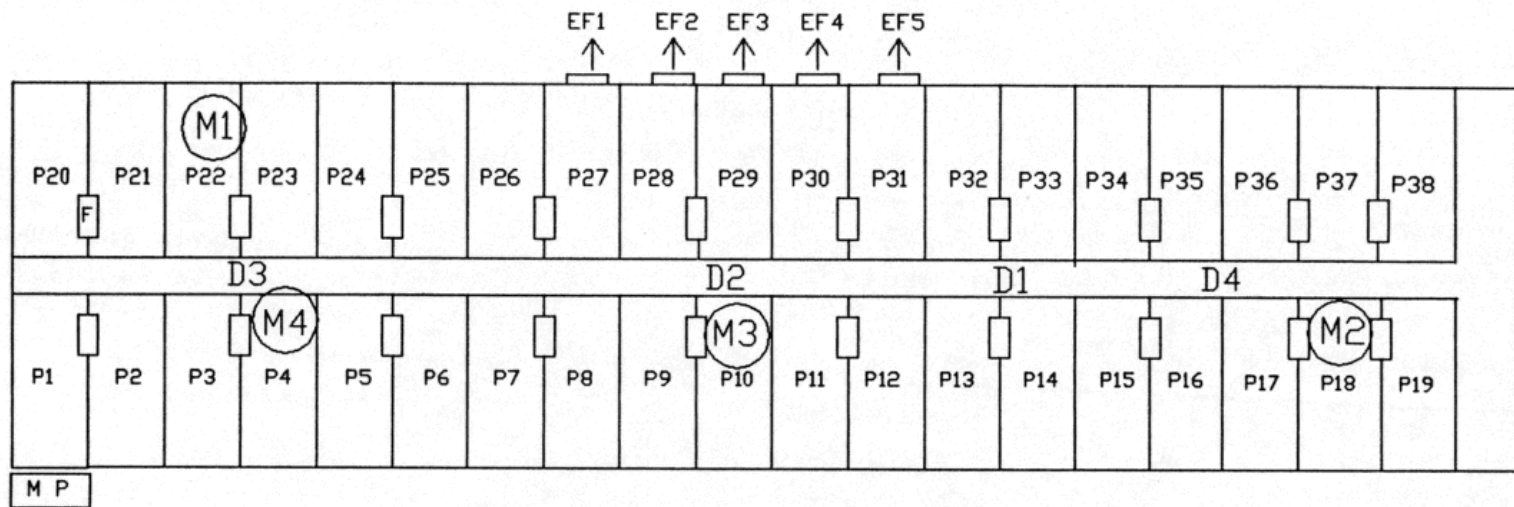 EF1 EF2 EF3 EF4 EF5
M1
P20 P21 P22 P23 P24 P25 P26 P27 P28 P29 P30 P31 P32 P33 P34 P35 P36 P37 P38
F
D3 D2 D1 D4
M4 M3 M2
P1 P2 P3 P4 P5 P6 P7 P8 P9 P10 P11 P12 P13 P14 P15 P16 P17 P18 P19
M P